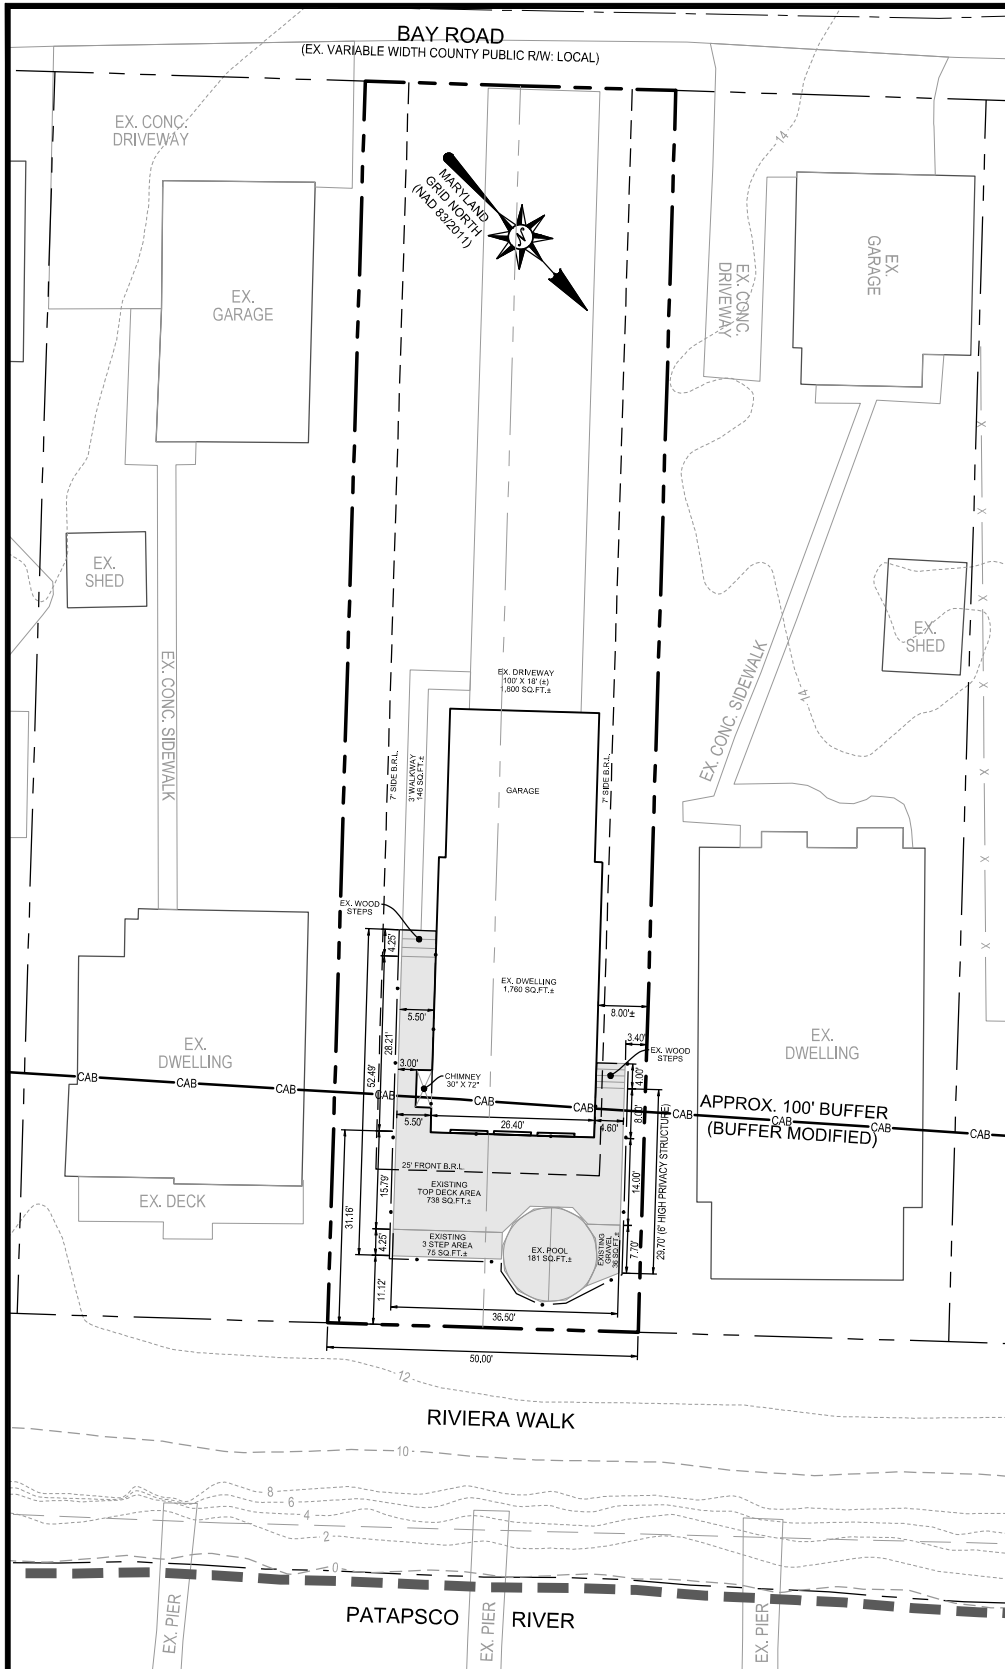 BAY ROAD
(EX. VARIABLE WIDTH COUNTY PUBLIC R/W: LOCAL)
EX. CONC.
DRIVEWAY
14
MARYLAND
GRID NORTH
(NAD 83/2011)
N
EX.
GARAGE
EX. CONC.
DRIVEWAY
EX.
GARAGE
X
X
X
X
X
X
EX.
SHED
EX.
SHED
EX. CONC. SIDEWALK
EX. CONC. SIDEWALK
14
EX. DRIVEWAY
100' X 18' (±)
1,800 SQ.FT.±
7' SIDE B.R.L.
3' WALKWAY
146 SQ.FT.±
7' SIDE B.R.L.
GARAGE
EX. WOOD
STEPS
4.25'
EX. DWELLING
1,760 SQ.FT.±
5.50'
8.00'±
28.21'
52.49'
3.40'
EX. WOOD
STEPS
3.00'
CHIMNEY
30" X 72"
4.00'
EX.
DWELLING
EX.
DWELLING
CAB
CAB
CAB
CAB
CAB
CAB
CAB
CAB
CAB
CAB
APPROX. 100' BUFFER
(BUFFER MODIFIED)
5.50'
26.40'
4.60'
8.00'
25' FRONT B.R.L.
EXISTING
TOP DECK AREA
738 SQ.FT.±
15.79'
31.16'
14.00'
29.70' (6' HIGH PRIVACY STRUCTURE)
EX. DECK
EXISTING
3 STEP AREA
75 SQ.FT.±
4.25'
EX. POOL
181 SQ.FT.±
EXISTING
GRAVEL
36 SQ.FT.±
7.70'
11.12'
36.50'
50.00'
12
RIVIERA WALK
10
8
6
4
2
0
PATAPSCO RIVER
EX. PIER
EX. PIER
EX. PIER